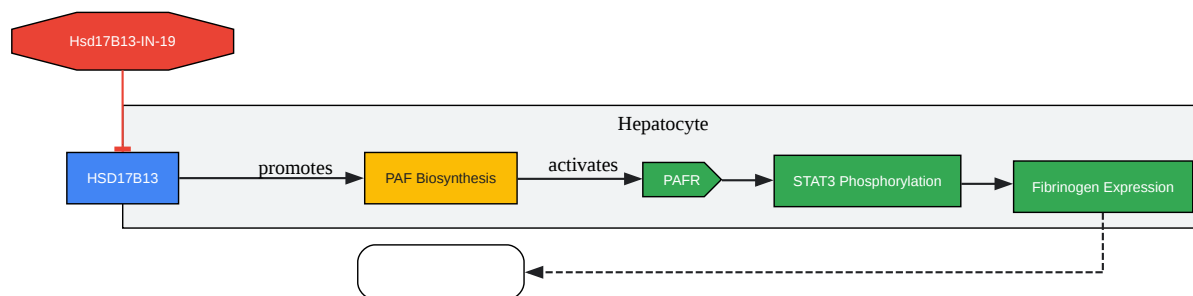 Hsd17B13-IN-19
Hepatocyte
HSD17B13
promotes
PAF Biosynthesis
activates
PAFR
STAT3 Phosphorylation
Fibrinogen Expression